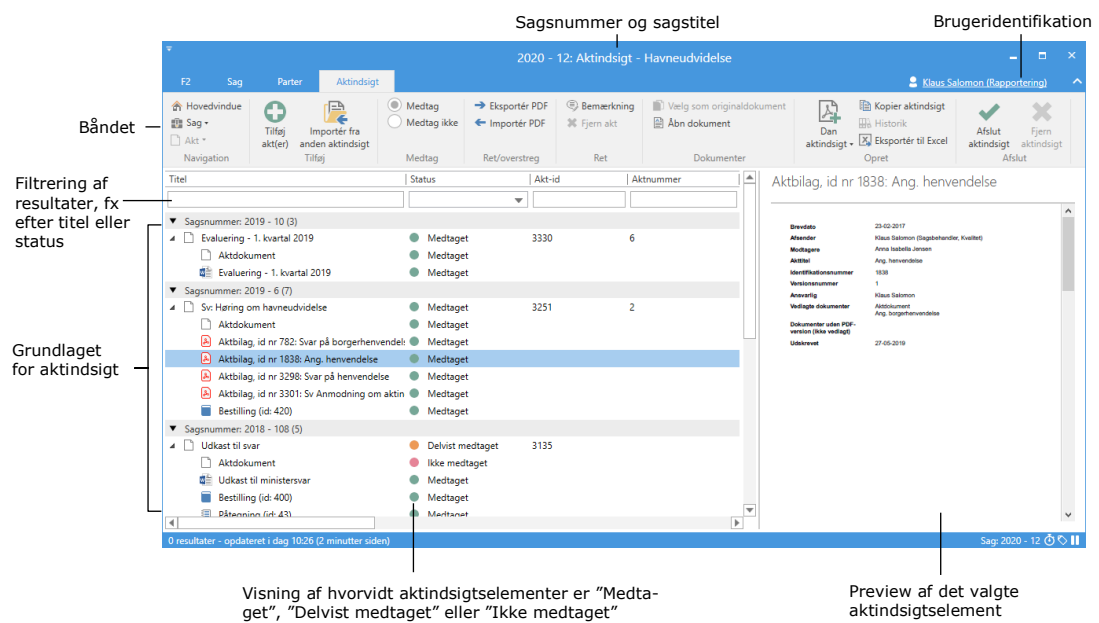 Sagsnummer og sagstitel
Brugeridentifikation
2020 - 12: Aktindsigt - Havneudvidelse
F2 Sag Parter Aktindsigt
Klaus Salomon (Rapportering)
Båndet
Hovedvindue
Sag
Akt
Navigation
Tilføj
akt(er)
Importér fra
anden aktindsigt
Tilføj
Medtag
Medtag ikke
Medtag
Eksportér PDF
Importér PDF
Ret/overstreg
Bemærkning
Fjern akt
Ret
Vælg som originaldokument
Åbn dokument
Dokumenter
Dan
aktindsigt
Kopier aktindsigt
Historik
Eksportér til Excel
Opret
Afslut
aktindsigt
Fjern
aktindsigt
Afslut
Filtrering af
resultater, fx
efter titel eller
status
Titel Status Akt-id Aktnummer
Sagsnummer: 2019 - 10 (3)
Evaluering - 1. kvartal 2019 Medtaget 3330 6
Aktdokument Medtaget
Evaluering - 1. kvartal 2019 Medtaget
Sagsnummer: 2019 - 6 (7)
Sv: Høring om havneudvidelse Medtaget 3251 2
Aktdokument Medtaget
Aktbilag, id nr 782: Svar på borgerhenvendels Medtaget
Aktbilag, id nr 1838: Ang. henvendelse Medtaget
Aktbilag, id nr 3298: Svar på henvendelse Medtaget
Aktbilag, id nr 3301: Sv Anmodning om aktin Medtaget
Bestilling (id: 420) Medtaget
Sagsnummer: 2018 - 108 (5)
Udkast til svar Delvist medtaget 3135
Aktdokument Ikke medtaget
Udkast til ministersvar Medtaget
Bestilling (id: 400) Medtaget
Påtegning (id: 43) Medtaget
Grundlaget
for aktindsigt
Aktbilag, id nr 1838: Ang. henvendelse
Brevdato 23-02-2017
Afsender Klaus Salomon (Sagsbehandler, Kvalitet)
Modtagere Anna Isabella Jensen
Akttitel Ang. henvendelse
Identifikationsnummer 1838
Versionsnummer 1
Ansvarlig Klaus Salomon
Vedlagte dokumenter Aktdokument
Ang. borgerhenvendelse
Dokumenter uden PDF-
version (ikke vedlagt)
Udskrevet 27-05-2019
0 resultater - opdateret i dag 10:26 (2 minutter siden)
Sag: 2020 - 12
Visning af hvorvidt aktindsigtselementer er ”Medta-
get”, ”Delvist medtaget” eller ”Ikke medtaget”
Preview af det valgte
aktindsigtselement